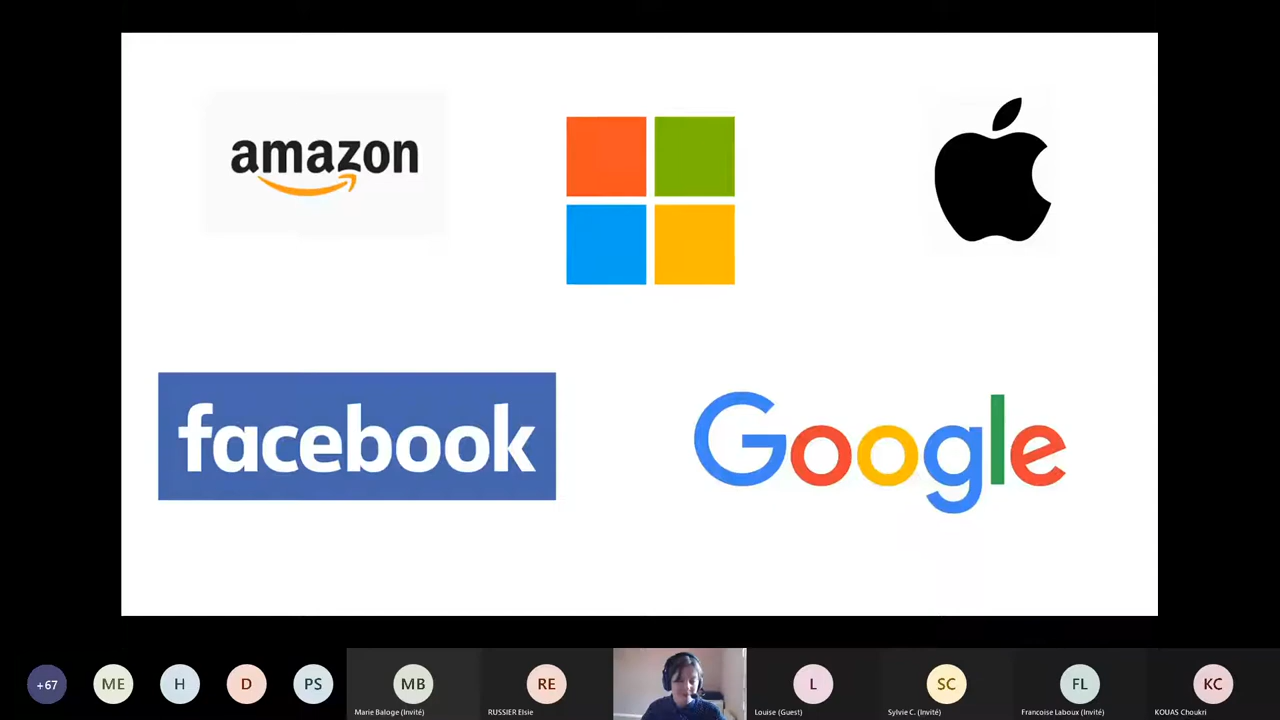 amazon
facebook
Google
+67
ME
H
D
PS
MB
RE
L
SC
FL
KC
Marie Baloge (Invité)
RUSSIER Elsie
Louise (Guest)
Sylvie C. (Invité)
Francoise Laboux (Invité)
KOUAS Choukri